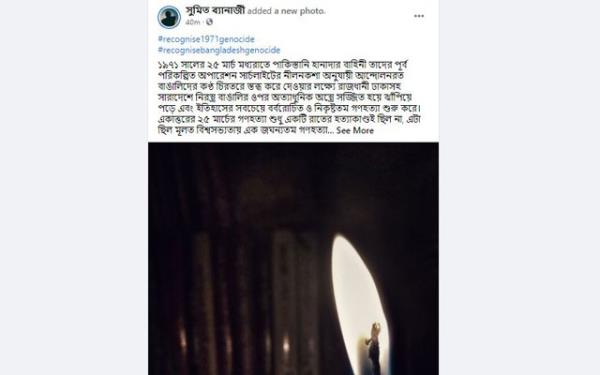 সুমিত ব্যানার্জী added a new photo.
40m ·
#recognise1971genocide
#recognisebangladeshgenocide
১৯৭১ সালের ২৫ মার্চ মধ্যরাতে পাকিস্তানি হানাদার বাহিনী তাদের পূর্ব
পরিকল্পিত অপারেশন সার্চলাইটের নীলনকশা অনুযায়ী আন্দোলনরত
বাঙালিদের কণ্ঠ চিরতরে স্তব্ধ করে দেওয়ার লক্ষ্যে রাজধানী ঢাকাসহ
সারাদেশে নিরস্ত্র বাঙালির ওপর অত্যাধুনিক অস্ত্রে সজ্জিত হয়ে ঝাঁপিয়ে
পড়ে এবং ইতিহাসের সবচেয়ে বর্বরোচিত ও নিকৃষ্টতম গণহত্যা শুরু করে।
একাত্তরের ২৫ মার্চের গণহত্যা শুধু একটি রাতের হত্যাকাণ্ডই ছিল না, এটা
ছিল মূলত বিশ্বসভ্যতায় এক জঘন্যতম গণহত্যা... See More